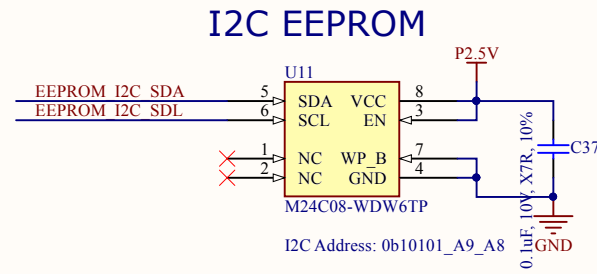 I2C EEPROM
P2.5V
U11
EEPROM_I2C_SDA 5 SDA VCC 8
EEPROM_I2C_SDL 6 SCL EN 3
1 NC WP_B 7
2 NC GND 4
C37
0.1uF, 10V, X7R, 10%
M24C08-WDW6TP
I2C Address: 0b10101_A9_A8
GND